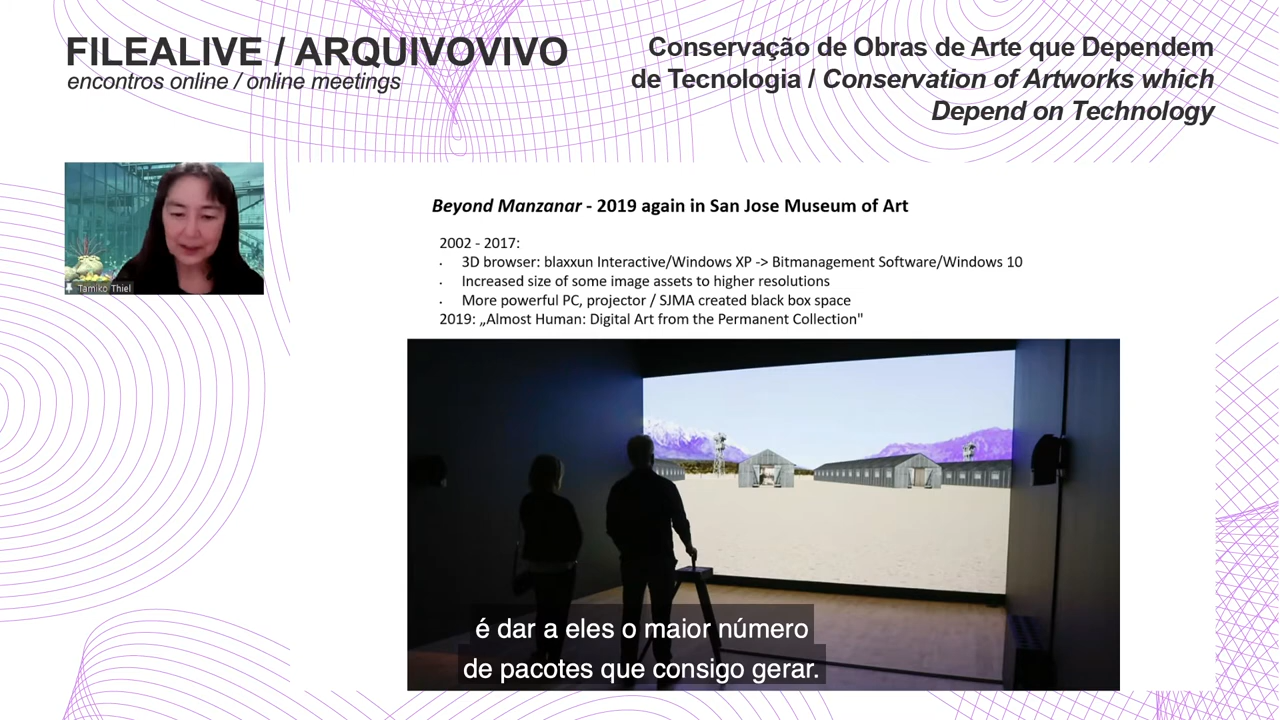 FILEALIVE / ARQUIVOVIVO
encontros online / online meetings
Conservação de Obras de Arte que Dependem
de Tecnologia / Conservation of Artworks which
Depend on Technology
Tamiko Thiel
Beyond Manzanar - 2019 again in San Jose Museum of Art
2002 - 2017:
· 3D browser: blaxxun Interactive/Windows XP -> Bitmanagement Software/Windows 10
· Increased size of some image assets to higher resolutions
· More powerful PC, projector / SJMA created black box space
2019: „Almost Human: Digital Art from the Permanent Collection"
é dar a eles o maior número
de pacotes que consigo gerar.